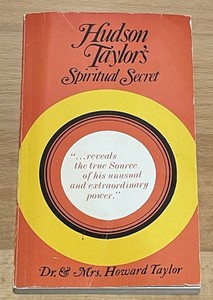 Hudson
Taylor's
Spiritual Secret
"...reveals
the true Source
of his unusual
and extraordinary
power."
Dr. & Mrs. Howard Taylor